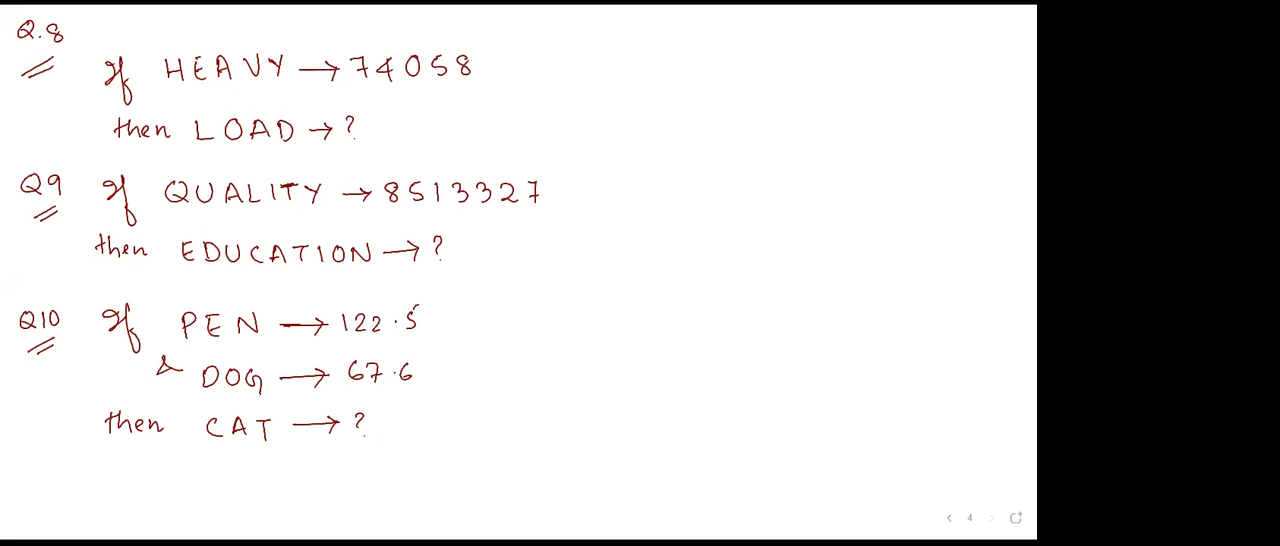 Q.8
If HEAVY → 74058
then LOAD → ?
Q9 If QUALITY → 8513327
then EDUCATION → ?
Q10 If PEN → 122.5
& DOG → 67.6
then CAT → ?
< 4 >